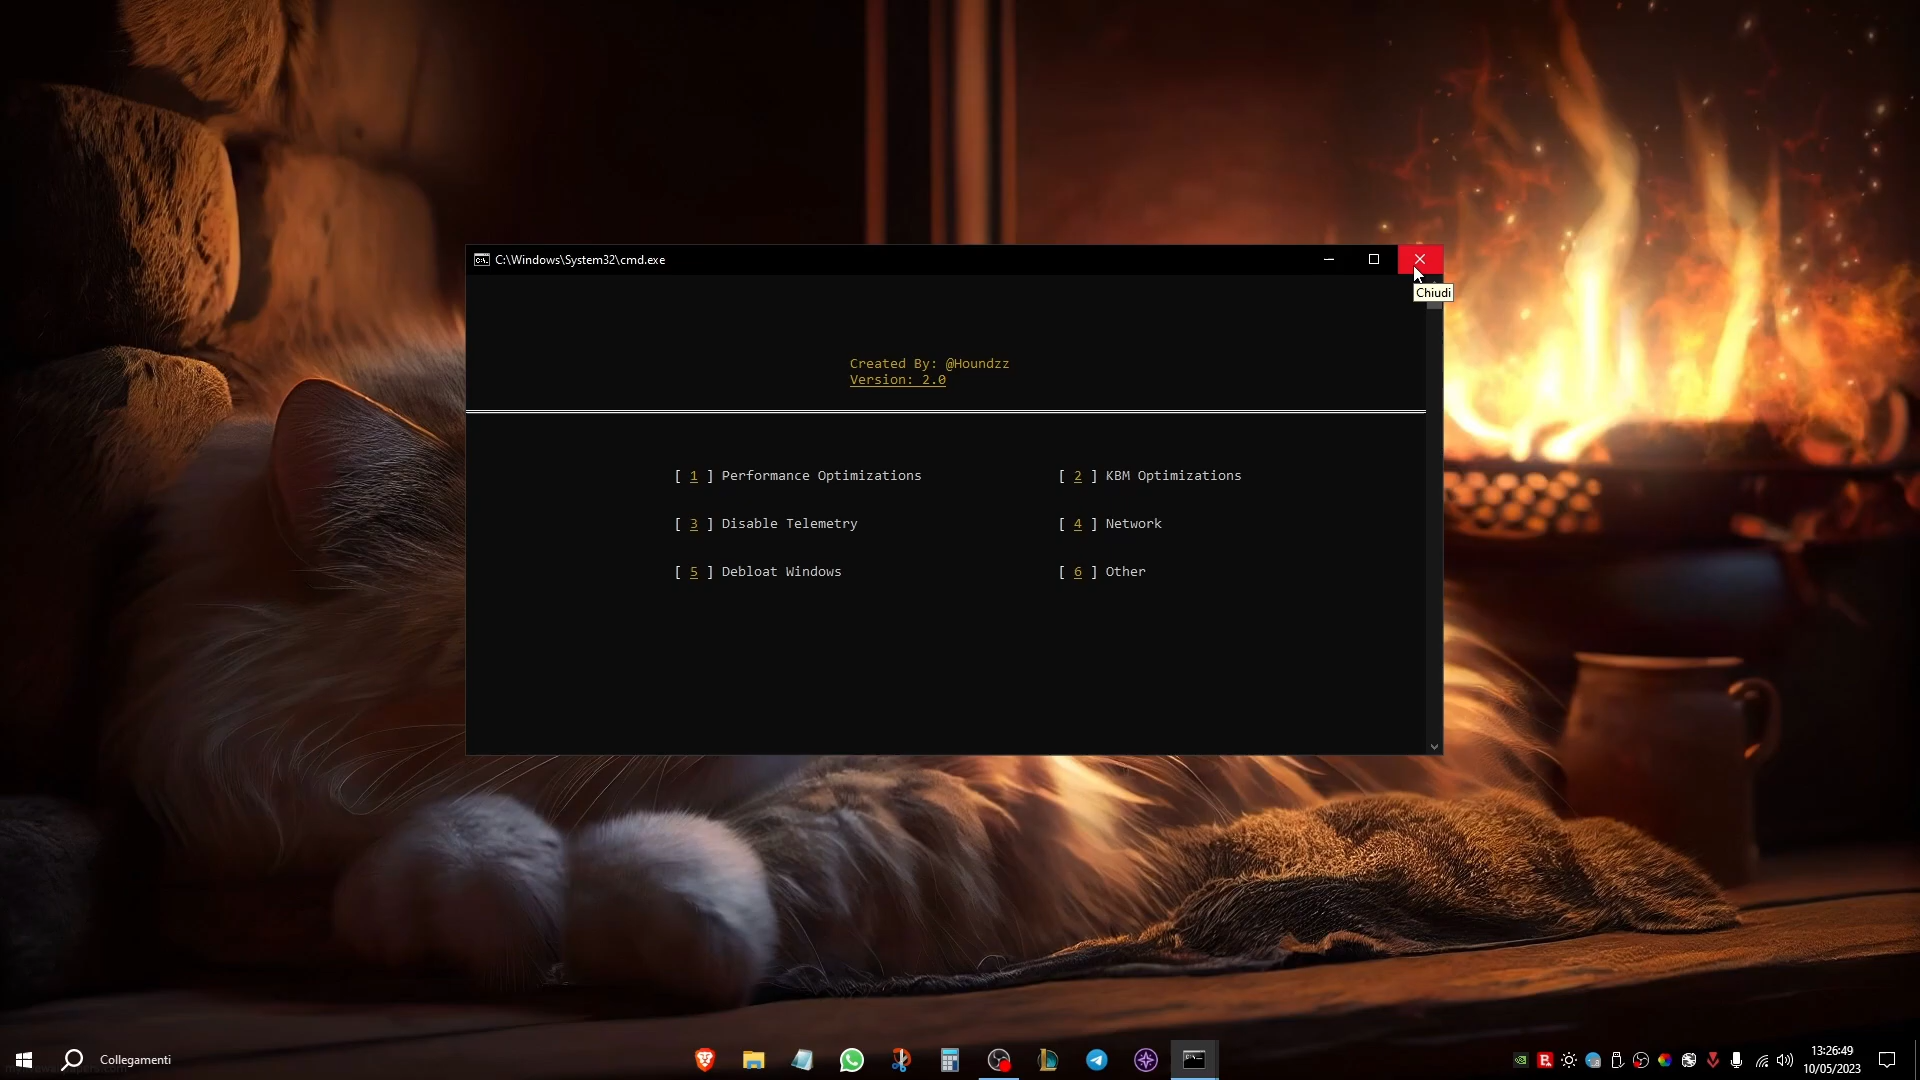 C:\Windows\System32\cmd.exe
Chiudi
Created By: @Houndzz
Version: 2.0
[ 1 ] Performance Optimizations [ 2 ] KBM Optimizations
[ 3 ] Disable Telemetry [ 4 ] Network
[ 5 ] Debloat Windows [ 6 ] Other
Collegamenti
13:26:49
10/05/2023